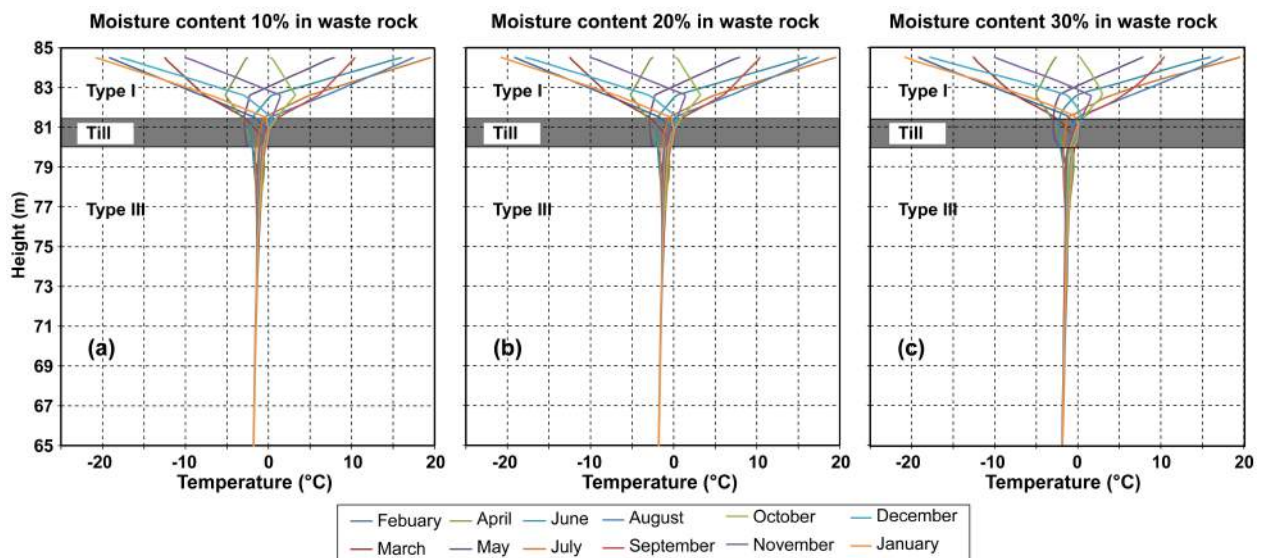 Moisture content 10% in waste rock
Moisture content 20% in waste rock
Moisture content 30% in waste rock
85
83
81
79
77
75
73
71
69
67
65
Height (m)
Type I
Till
Type III
(a)
Type I
Till
Type III
(b)
Type I
Till
Type III
(c)
-20 -10 0 10 20
-20 -10 0 10 20
-20 -10 0 10 20
Temperature (°C)
Temperature (°C)
Temperature (°C)
Febuary April June August October December
March May July September November January